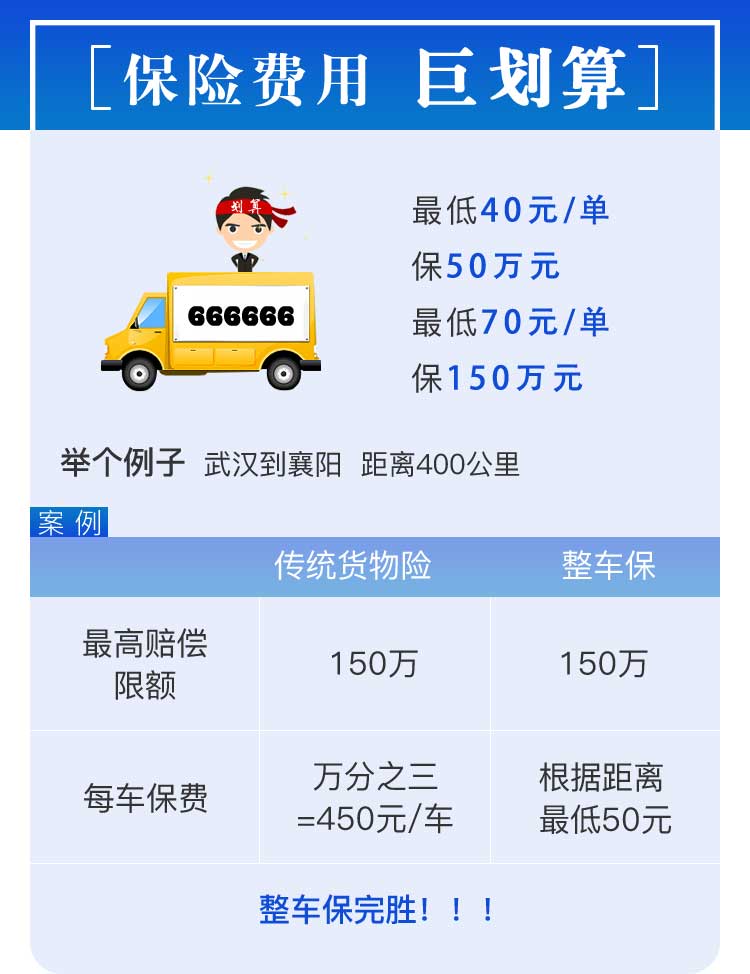 保险费用 巨划算
划算
最低40元/单
保50万元
666666
最低70元/单
保150万元
举个例子 武汉到襄阳 距离400公里
案例
传统货物险 整车保
最高赔偿
限额
150万 150万
每车保费
万分之三
=450元/车
根据距离
最低50元
整车保完胜！！！